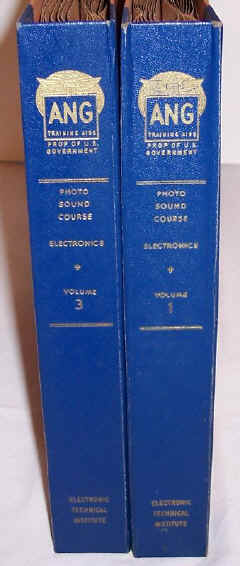 ANG
TRAINING AIDS
PROP OF U.S.
GOVERNMENT
PHOTO
SOUND
COURSE
ELECTRONICS
VOLUME
3
ELECTRONIC
TECHNICAL
INSTITUTE
ANG
TRAINING AIDS
PROP OF U.S.
GOVERNMENT
PHOTO
SOUND
COURSE
ELECTRONICS
VOLUME
1
ELECTRONIC
TECHNICAL
INSTITUTE